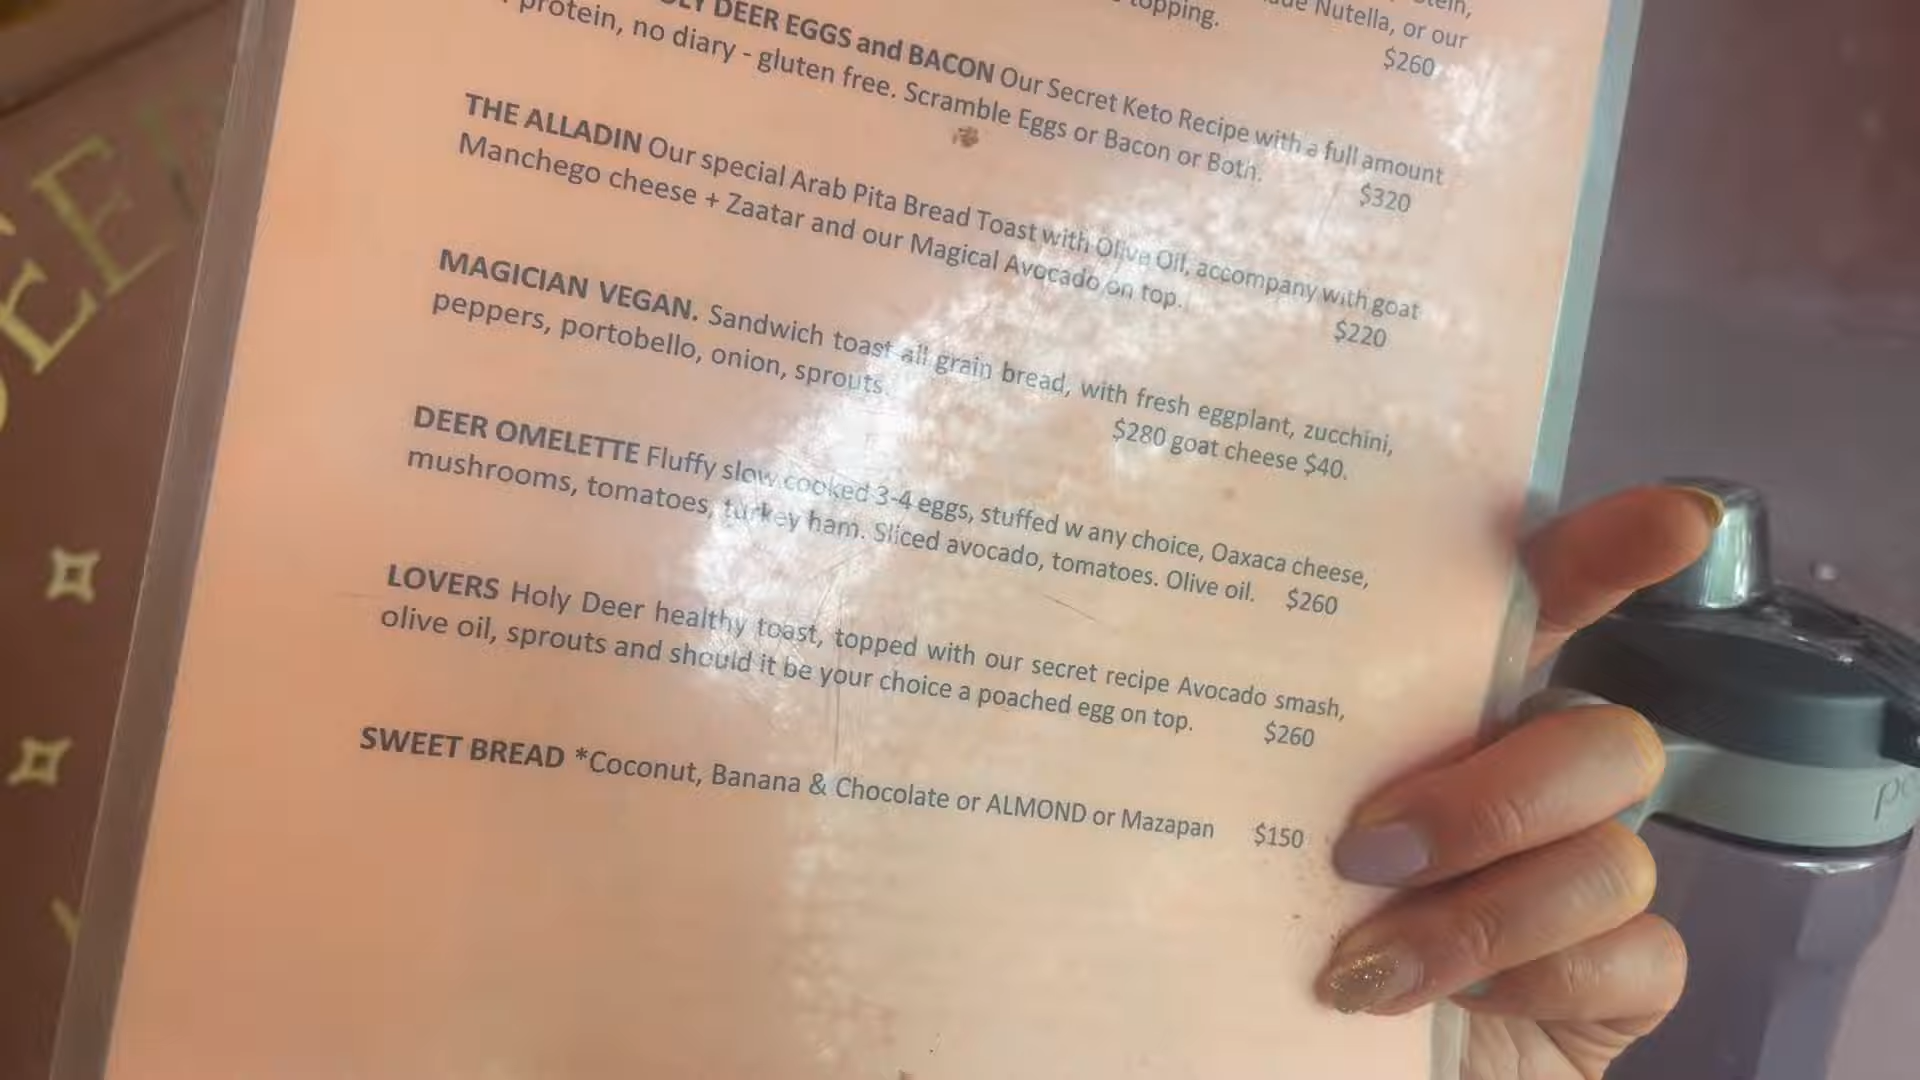 tein,
topping.
Nutella, or our
$260
DEER EGGS and BACON Our Secret Keto Recipe with a full amount
protein, no diary - gluten free. Scramble Eggs or Bacon or Both.
$320
THE ALLADIN Our special Arab Pita Bread Toast with Olive Oil, accompany with goat
Manchego cheese + Zaatar and our Magical Avocado on top.
$220
MAGICIAN VEGAN. Sandwich toast all grain bread, with fresh eggplant, zucchini,
peppers, portobello, onion, sprouts.
$280 goat cheese $40.
DEER OMELETTE Fluffy slow cooked 3-4 eggs, stuffed w any choice, Oaxaca cheese,
mushrooms, tomatoes, turkey ham. Sliced avocado, tomatoes. Olive oil. $260
LOVERS Holy Deer healthy toast, topped with our secret recipe Avocado smash,
olive oil, sprouts and should it be your choice a poached egg on top. $260
SWEET BREAD *Coconut, Banana & Chocolate or ALMOND or Mazapan $150